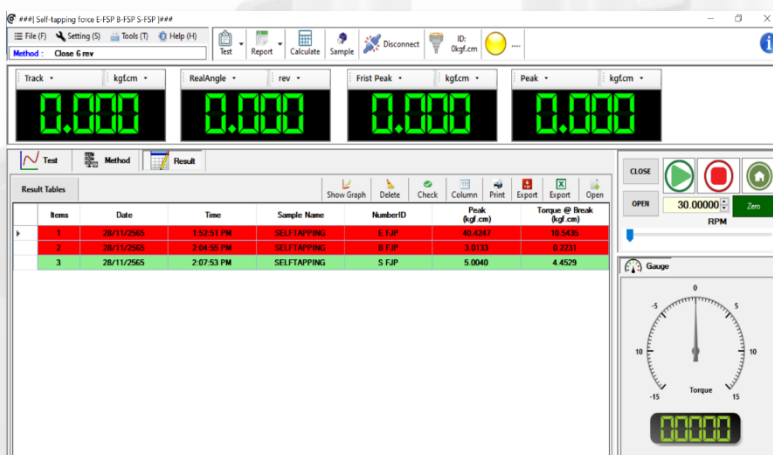 ###| Self-tapping force E-FSP B-FSP S-FSP |###
File (F) Setting (S) Tools (T) Help (H)
Method : Close 6 rev
Test Report Calculate Sample Disconnect ID: 0kgf.cm ....
Track kgf.cm RealAngle rev Frist Peak kgf.cm Peak kgf.cm
0.000 0.000 0.000 0.000
Test Method Result
Result Tables
Show Graph Delete Check Column Print Export Export Open
Items Date Time Sample Name NumberID Peak (kgf.cm) Torque @ Break (kgf.cm)
1 28/11/2565 1:52:51 PM SELFTAPPING E FJP 40.4247 10.5435
2 28/11/2565 2:04:55 PM SELFTAPPING B FJP 3.0133 0.2231
3 28/11/2565 2:07:53 PM SELFTAPPING S FJP 5.0040 4.4529
CLOSE
OPEN 30.00000 Zero
RPM
Gauge
0
-5 5
10 10
-15 Torque 15
00000